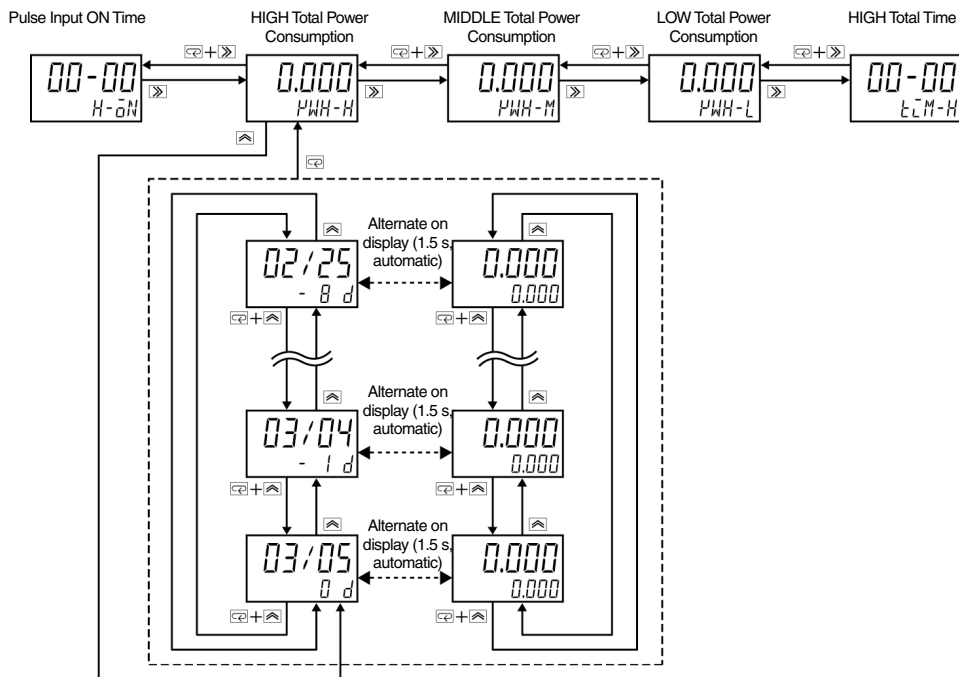 Pulse Input ON Time
HIGH Total Power
Consumption
MIDDLE Total Power
Consumption
LOW Total Power
Consumption
HIGH Total Time
+
+
+
+
00-00
H-ON
0.000
PWH-H
0.000
PWH-M
0.000
PWH-L
00-00
TIM-H
Alternate on
display (1.5 s,
automatic)
02/25
- 8 d
0.000
0.000
+
+
Alternate on
display (1.5 s,
automatic)
03/04
- 1 d
0.000
0.000
+
+
Alternate on
display (1.5 s,
automatic)
03/05
0 d
0.000
0.000
+
+